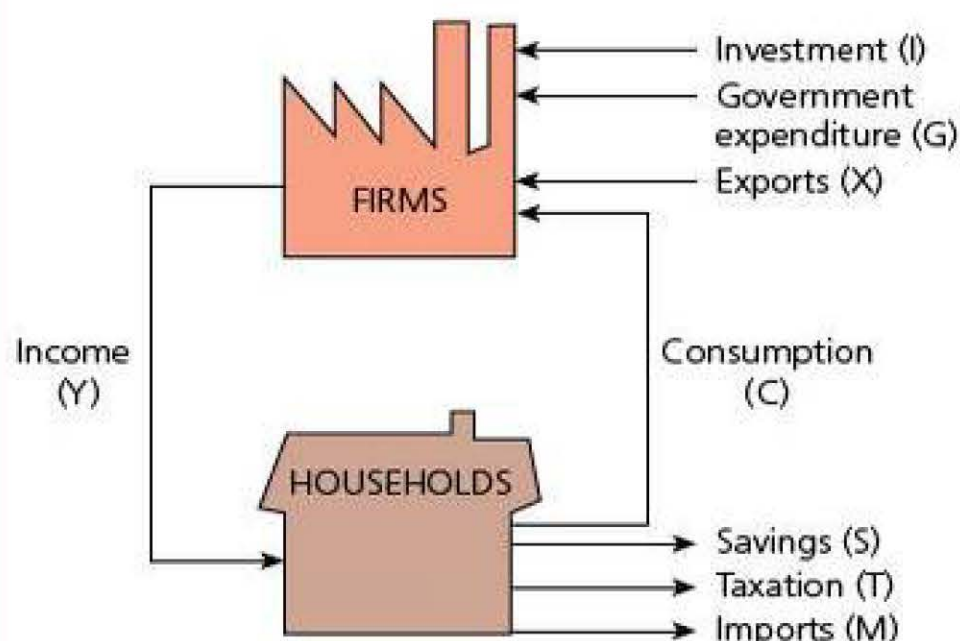 Investment (I)
Government
expenditure (G)
Exports (X)
FIRMS
Income
(Y)
Consumption
(C)
HOUSEHOLDS
Savings (S)
Taxation (T)
Imports (M)